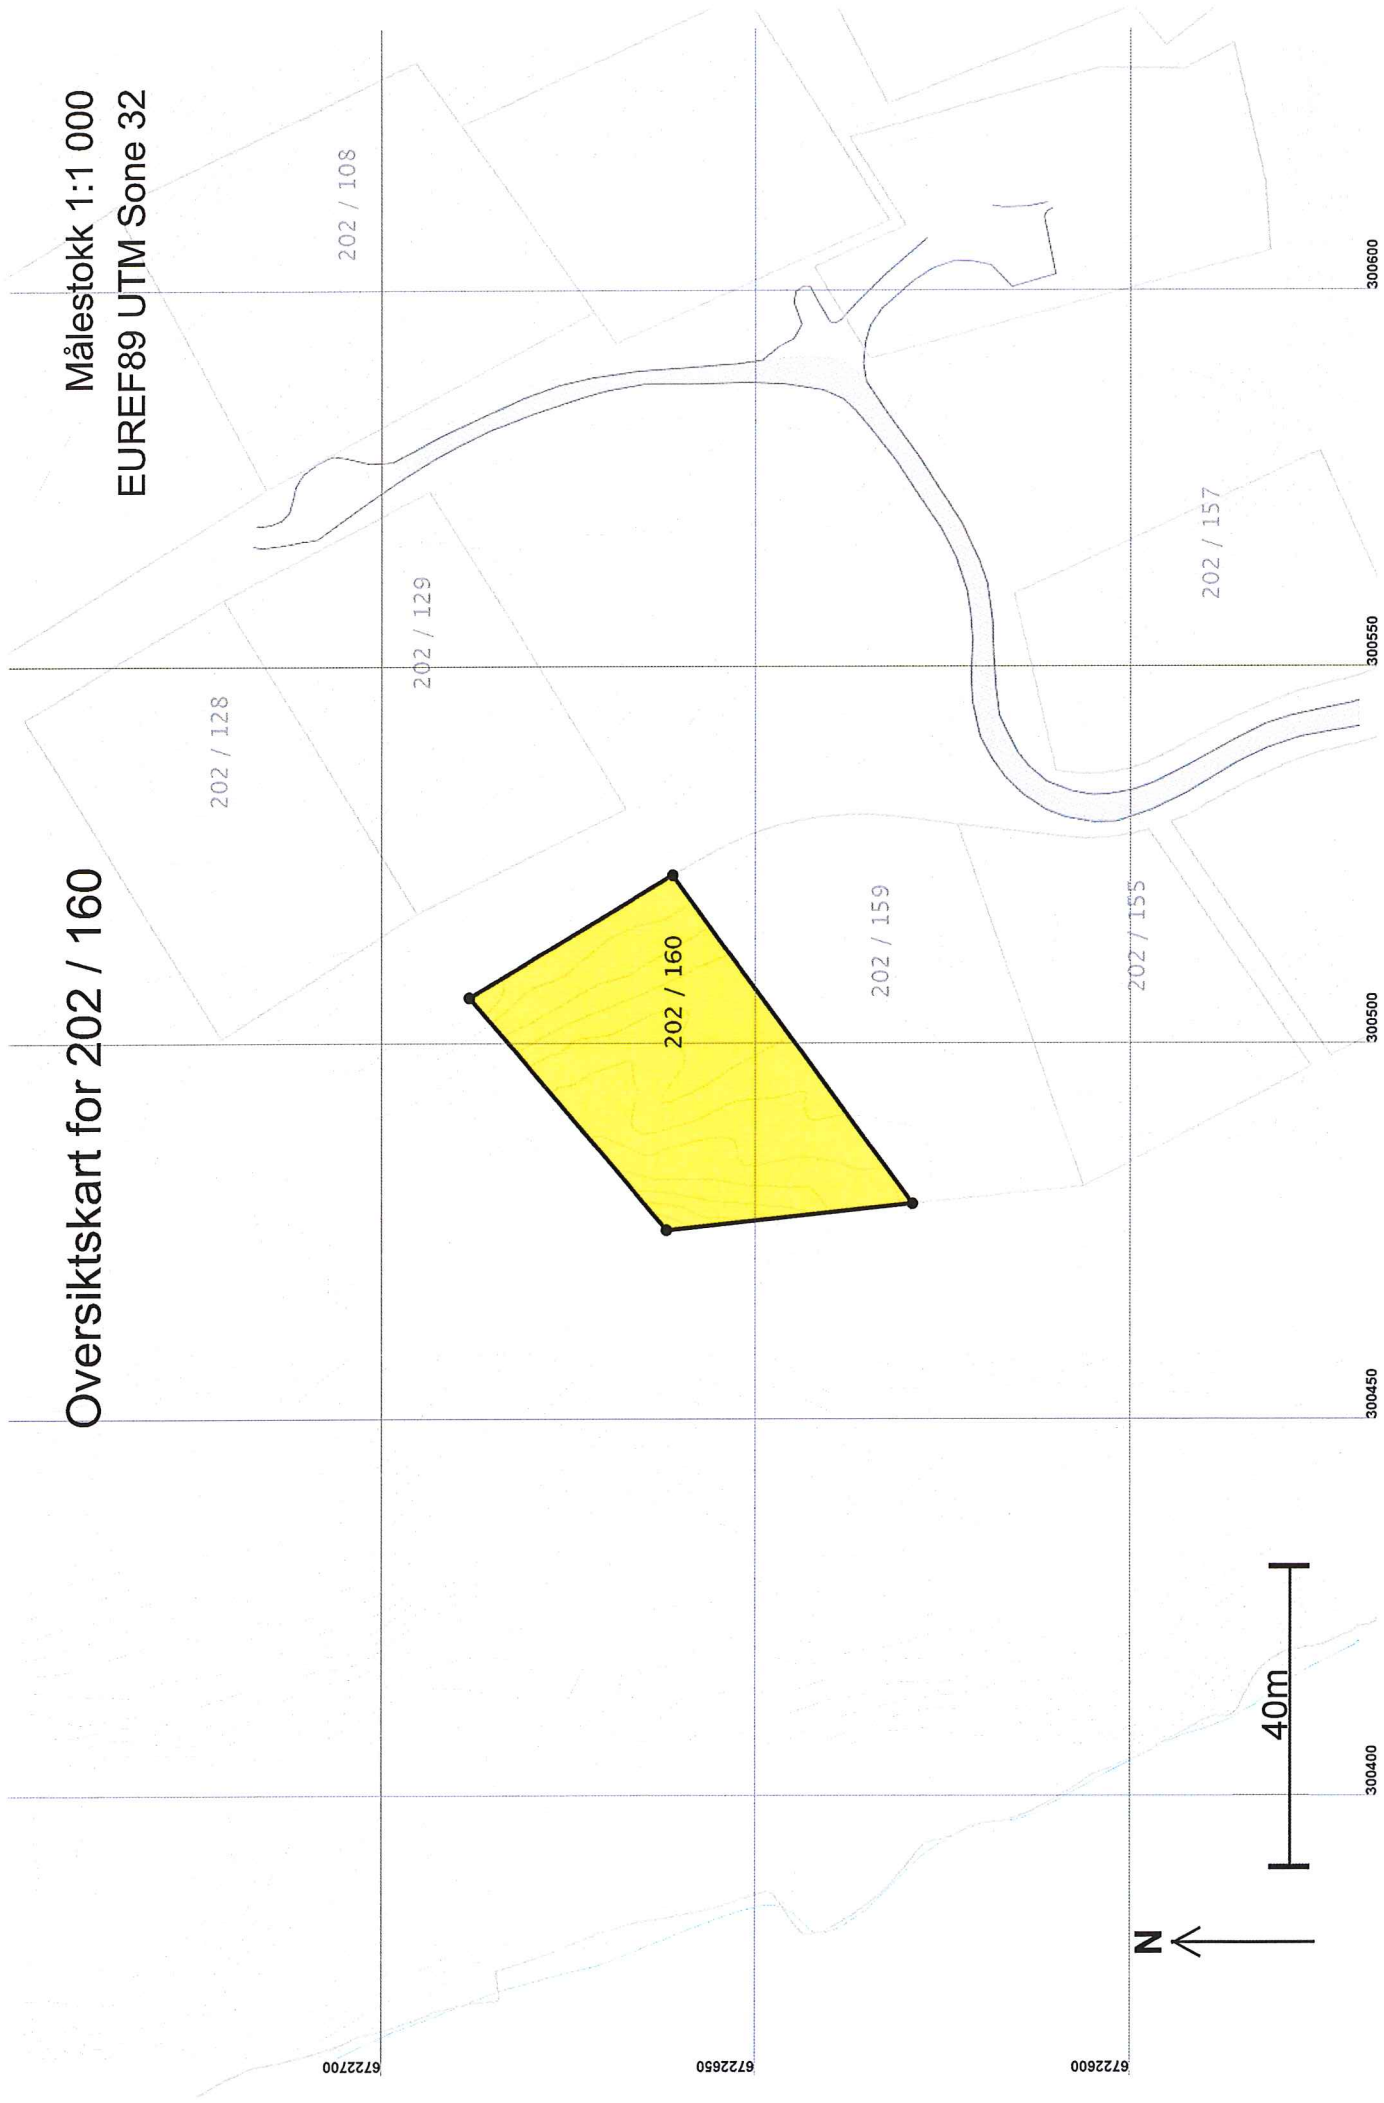 Oversiktskart for 202 / 160
Målestokk 1:1 000
EUREF89 UTM Sone 32
202 / 108
202 / 128
202 / 129
202 / 160
202 / 159
202 / 155
202 / 157
6722700
6722650
6722600
300400
300450
300500
300550
300600
N
40m